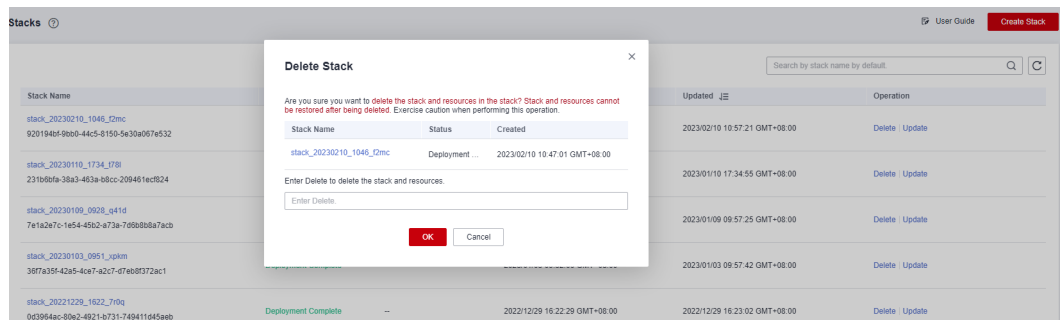 Stacks
User Guide
Create Stack
Search by stack name by default.
Stack Name
Updated
Operation
stack_20230210_1046_f2mc
920194bf-9bb0-44c5-8150-5e30a067e532
2023/02/10 10:57:21 GMT+08:00
Delete | Update
stack_20230110_1734_t78l
231b6bfa-38a3-463a-b8cc-209461ecf824
2023/01/10 17:34:55 GMT+08:00
Delete | Update
stack_20230109_0928_q41d
7e1a2e7c-1e54-45b2-a73a-7d6b8b8a7acb
2023/01/09 09:57:25 GMT+08:00
Delete | Update
stack_20230103_0951_xpkm
36f7a35f-42a5-4ce7-a2c7-d7eb8f372ac1
2023/01/03 09:57:42 GMT+08:00
Delete | Update
stack_20221229_1622_7r0q
0d3964ac-80e2-4921-b731-749411d45aeb
Deployment Complete
--
2022/12/29 16:22:29 GMT+08:00
2022/12/29 16:23:02 GMT+08:00
Delete | Update
Delete Stack
Are you sure you want to delete the stack and resources in the stack? Stack and resources cannot
be restored after being deleted. Exercise caution when performing this operation.
Stack Name
Status
Created
stack_20230210_1046_f2mc
Deployment ...
2023/02/10 10:47:01 GMT+08:00
Enter Delete to delete the stack and resources.
Enter Delete.
OK
Cancel